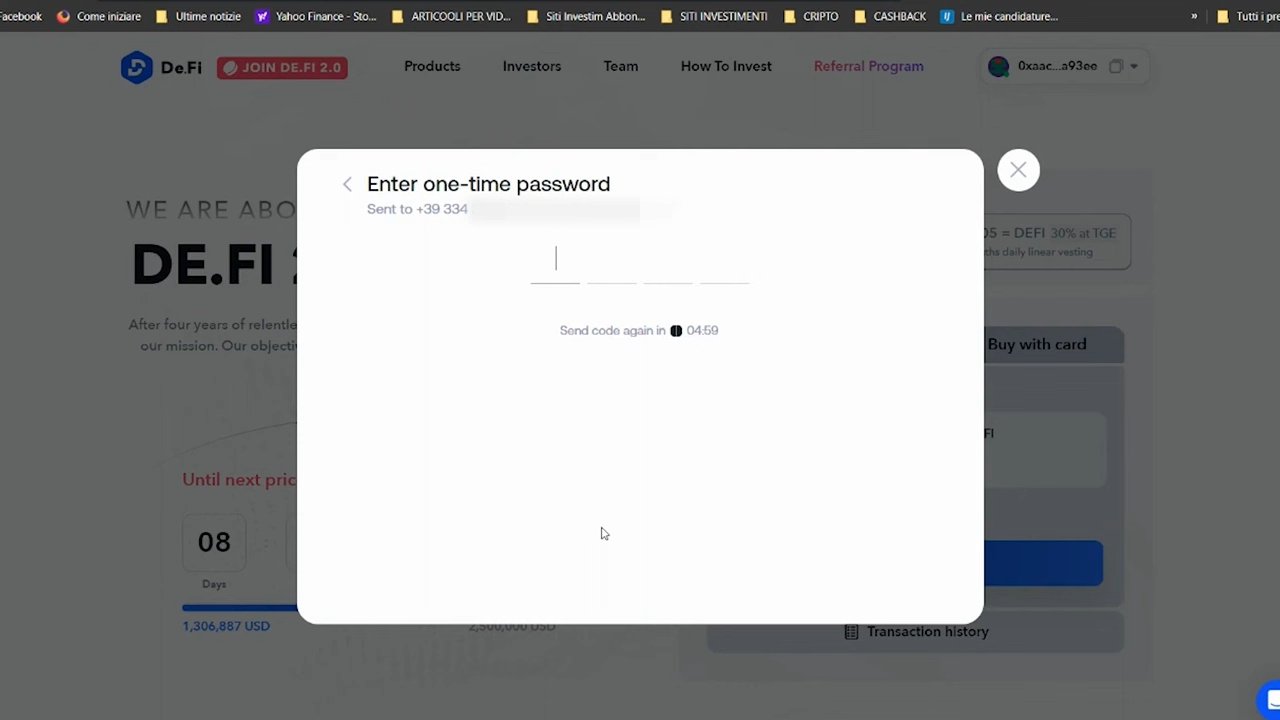 Facebook
Come iniziare
Ultime notizie
Yahoo Finance - Sto...
ARTICOOLI PER VID...
Siti Investim Abbon...
SITI INVESTIMENTI
CRIPTO
CASHBACK
Le mie candidature...
»
Tutti i pre
De.Fi
JOIN DE.FI 2.0
Products
Investors
Team
How To Invest
Referral Program
0xaac...a93ee
Enter one-time password
Sent to +39 334
Send code again in 04:59
WE ARE ABO
DE.FI 2
After four years of relentle
our mission. Our objectiv
Until next pric
08
Days
1,306,887 USD
2,500,000 USD
05 = DEFI 30% at TGE
ths daily linear vesting
Buy with card
FI
Transaction history